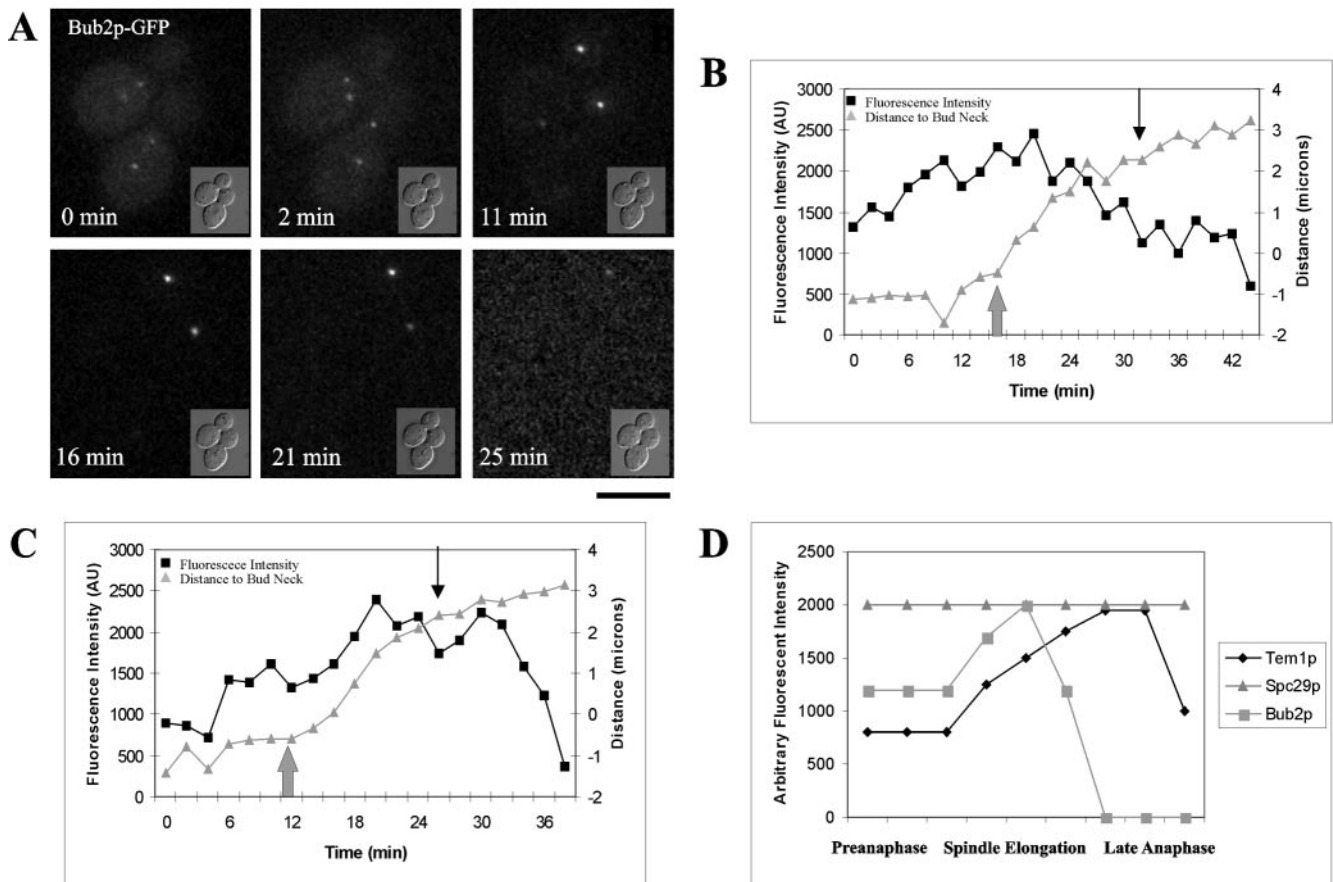 A
Bub2p-GFP
0 min
2 min
11 min
16 min
21 min
25 min
B
Fluorescence Intensity (AU)
3000
2500
2000
1500
1000
500
0
Fluorescence Intensity
Distance to Bud Neck
4
3
2
1
0
-1
-2
Distance (microns)
0 6 12 18 24 30 36 42
Time (min)
C
Fluorescence Intensity (AU)
3000
2500
2000
1500
1000
500
0
Fluorescece Intensity
Distance to Bud Neck
4
3
2
1
0
-1
-2
Distance (microns)
0 6 12 18 24 30 36
Time (min)
D
Arbitrary Fluorescent Intensity
2500
2000
1500
1000
500
0
Preanaphase Spindle Elongation Late Anaphase
Tem1p
Spc29p
Bub2p